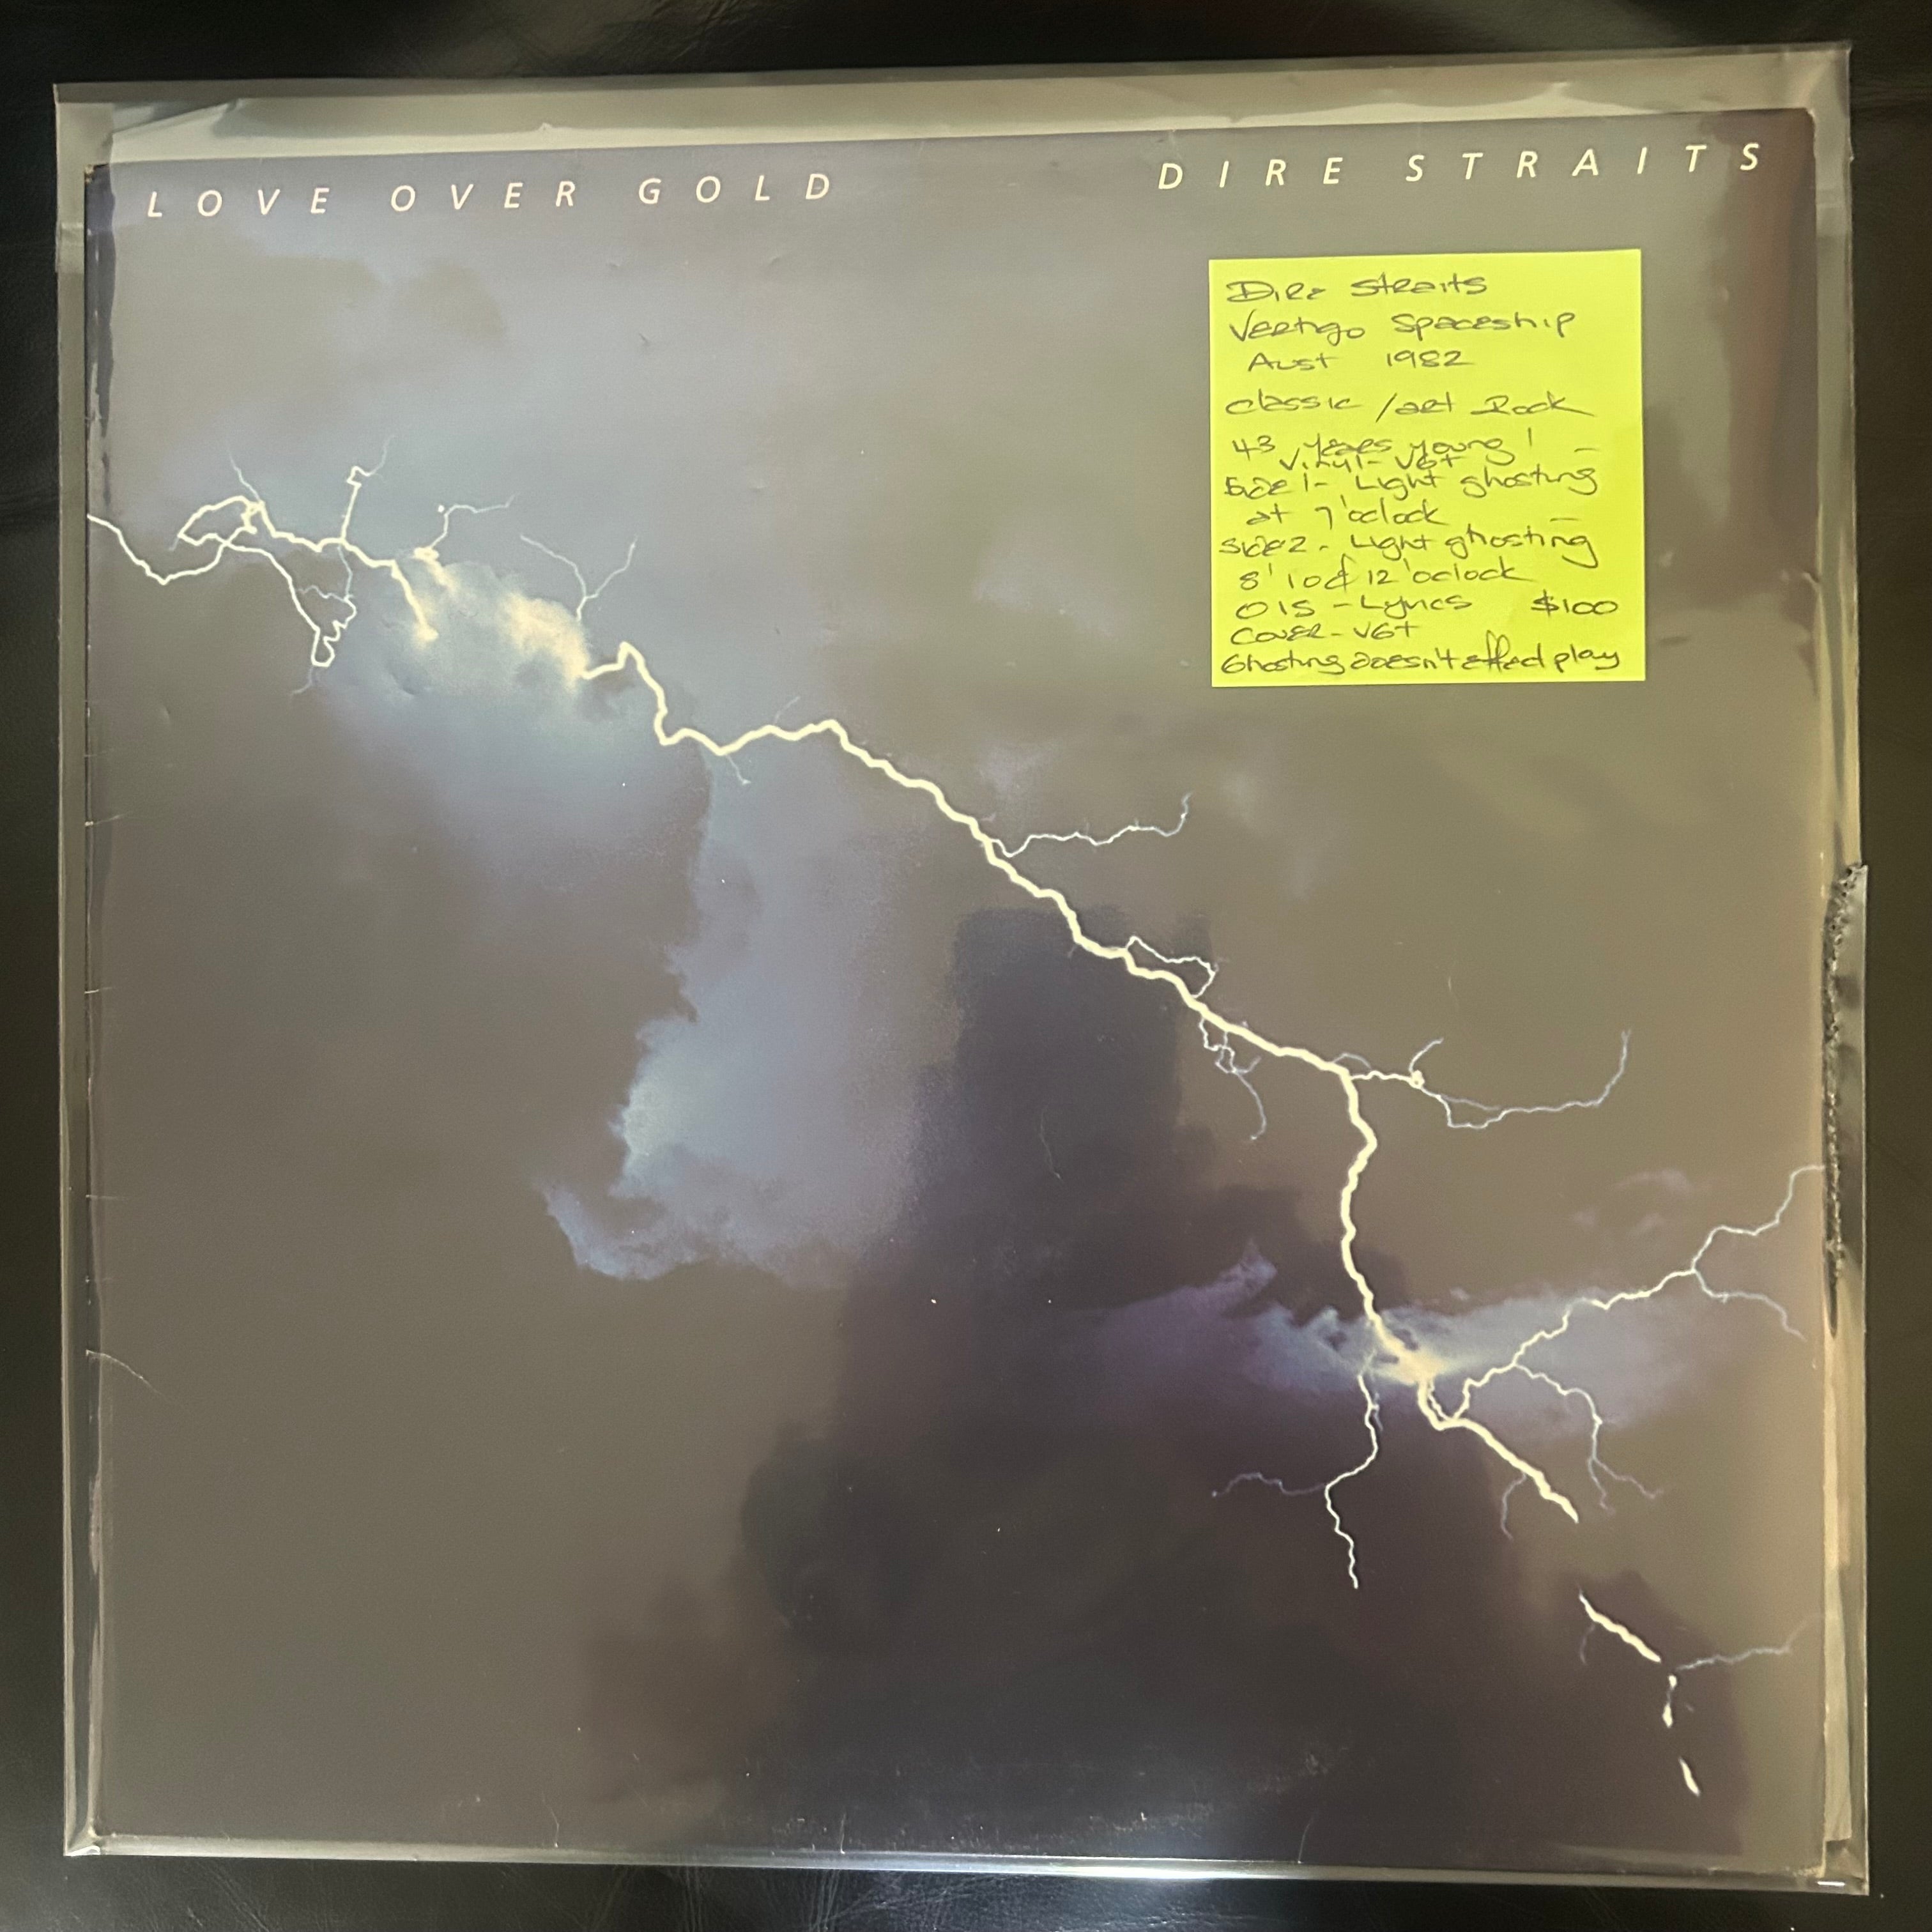 LOVE OVER GOLD
DIRE STRAITS
Dire Straits
Vertigo Spaceship
Aust 1982
Classic / art Rock
43 years young!
Vinyl - VG+
Side 1 - Light ghosting
at 7 o'clock
Side 2 - Light ghosting
8' 10 & 12 o'clock
OIS - Lyrics $100
Cover - VG+
Ghosting doesn't effect play